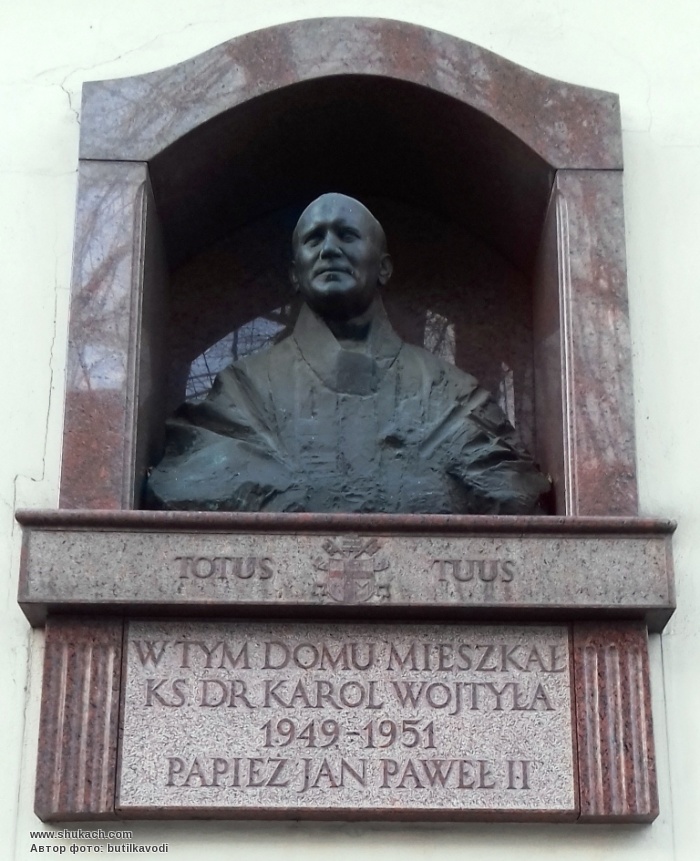 TOTUS TUUS
W TYM DOMU MIESZKAŁ
KS. DR KAROL WOJTYŁA
1949-1951
PAPIEŻ JAN PAWEŁ II
www.shukach.com
Автор фото: butilkavodi